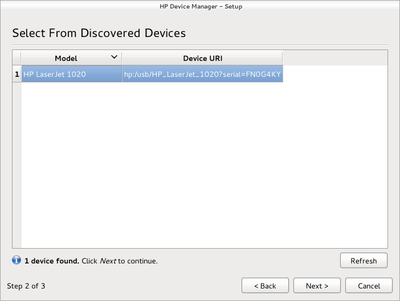 HP Device Manager - Setup
Select From Discovered Devices
Model Device URI
1 HP LaserJet 1020 hp:/usb/HP_LaserJet_1020?serial=FN0G4KY
1 device found. Click Next to continue.
Refresh
Step 2 of 3 < Back Next > Cancel